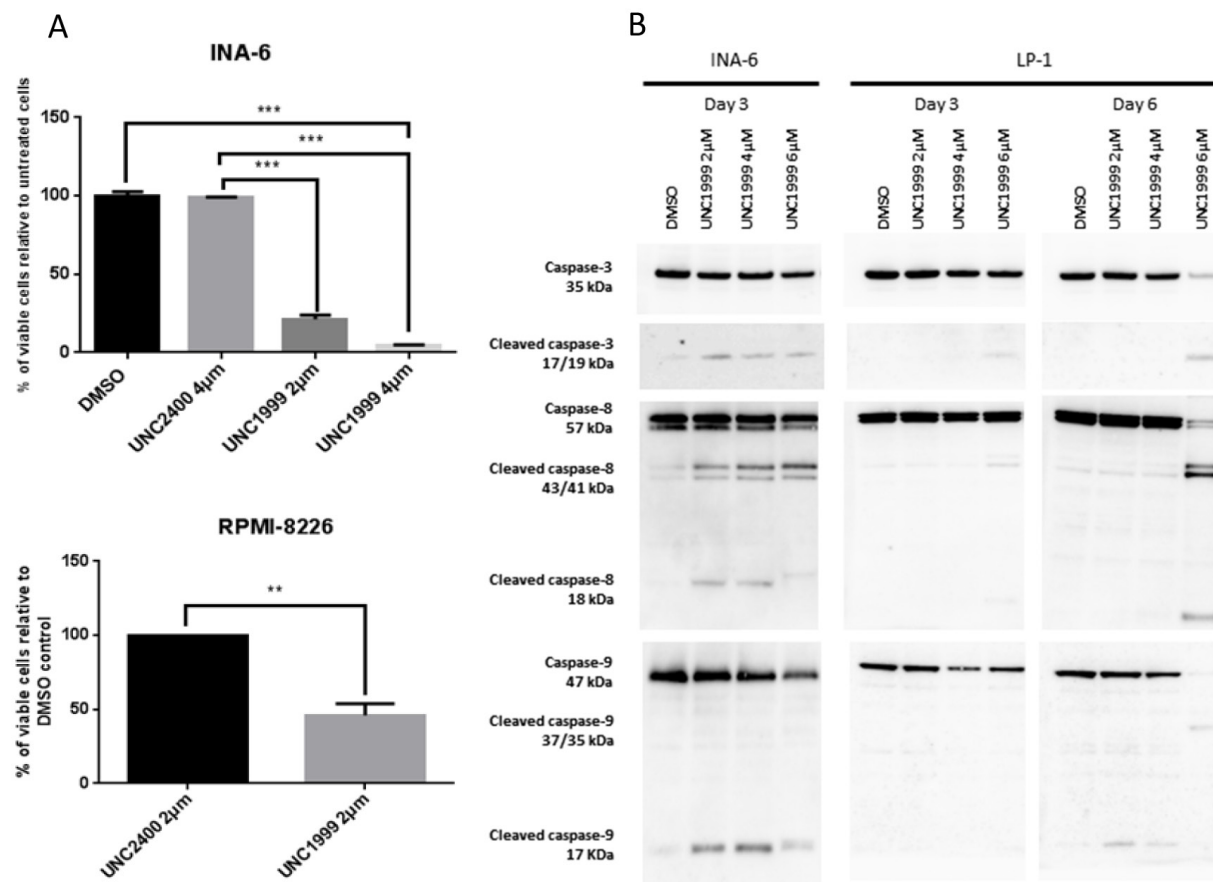 A
INA-6
% of viable cells relative to untreated cells
150
100
50
0
***
***
***
DMSO
UNC2400 4µm
UNC1999 2µm
UNC1999 4µm
RPMI-8226
% of viable cells relative to
DMSO control
150
100
50
0
**
UNC2400 2µm
UNC1999 2µm
B
INA-6
LP-1
Day 3
Day 3
Day 6
DMSO
UNC1999 2µM
UNC1999 4µM
UNC1999 6µM
DMSO
UNC1999 2µM
UNC1999 4µM
UNC1999 6µM
DMSO
UNC1999 2µM
UNC1999 4µM
UNC1999 6µM
Caspase-3
35 kDa
Cleaved caspase-3
17/19 kDa
Caspase-8
57 kDa
Cleaved caspase-8
43/41 kDa
Cleaved caspase-8
18 kDa
Caspase-9
47 kDa
Cleaved caspase-9
37/35 kDa
Cleaved caspase-9
17 KDa